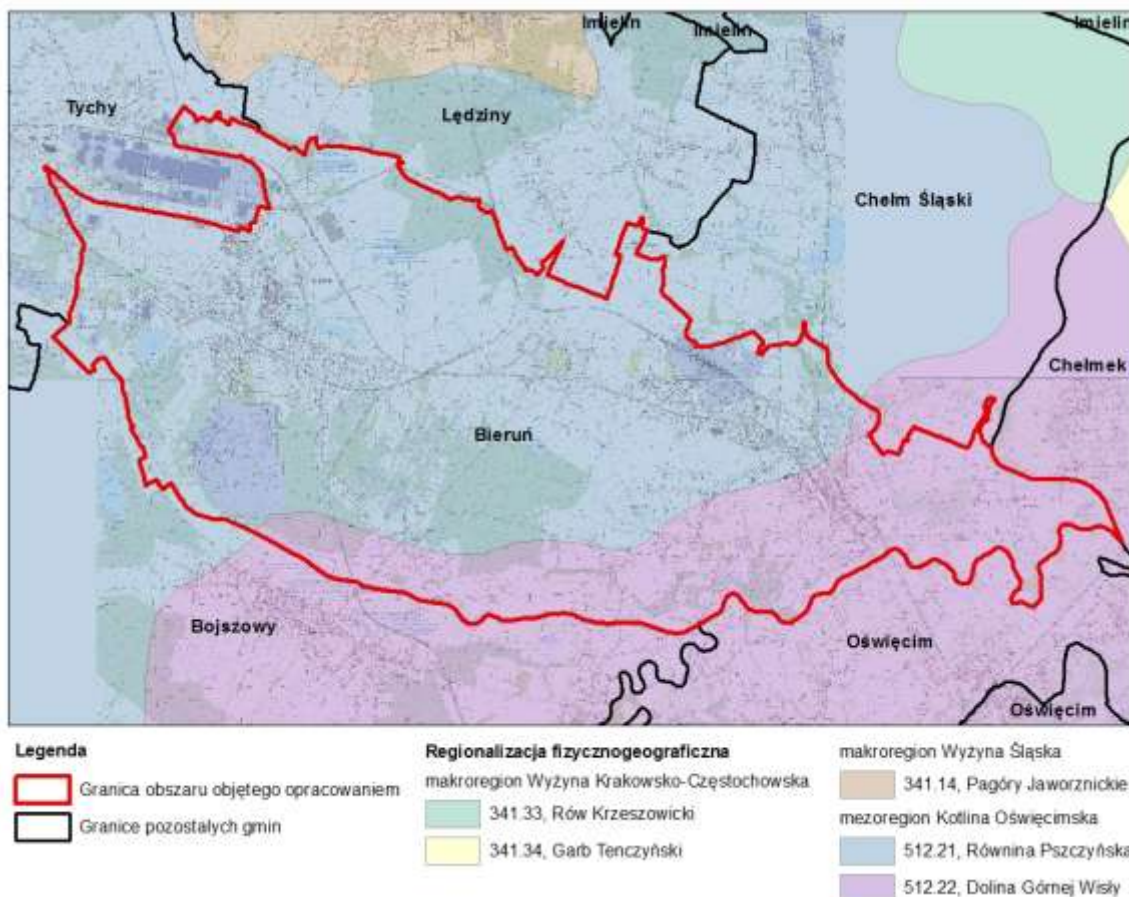 Imielin
Imielin
Imielin
Tychy
Lędziny
Chełm Śląski
Chełmek
Bieruń
Bojszowy
Oświęcim
Oświęcim
Legenda
Granica obszaru objętego opracowaniem
Granice pozostałych gmin
Regionalizacja fizycznogeograficzna
makroregion Wyżyna Krakowsko-Częstochowska
341.33, Rów Krzeszowicki
341.34, Garb Tenczyński
makroregion Wyżyna Śląska
341.14, Pagóry Jaworznickie
mezoregion Kotlina Oświęcimska
512.21, Równina Pszczyńska
512.22, Dolina Górnej Wisły